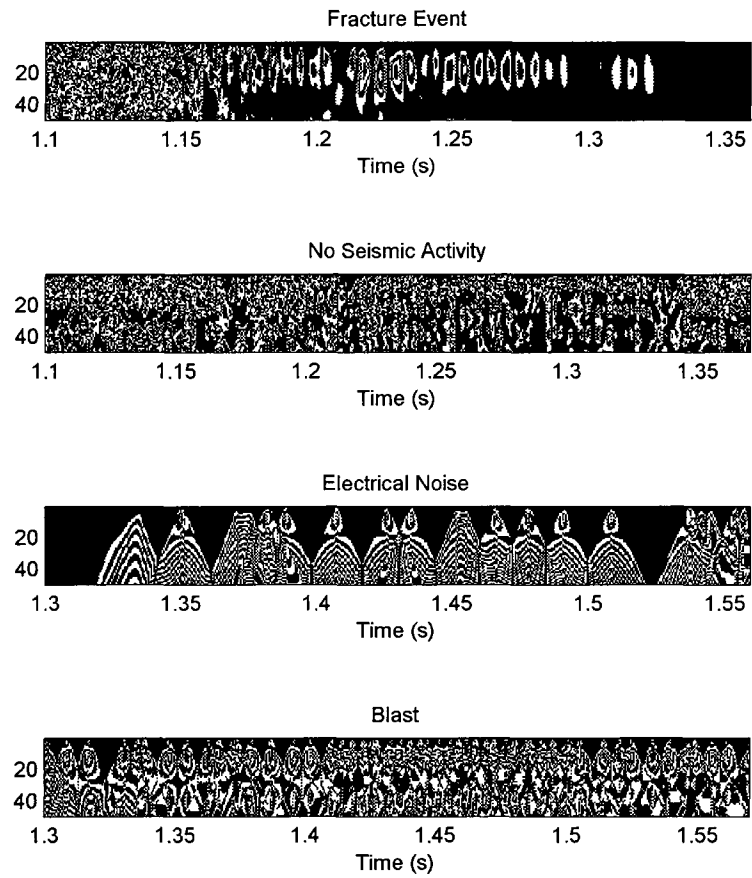 Fracture Event
20
40
1.1 1.15 1.2 1.25 1.3 1.35
Time (s)
No Seismic Activity
20
40
1.1 1.15 1.2 1.25 1.3 1.35
Time (s)
Electrical Noise
20
40
1.3 1.35 1.4 1.45 1.5 1.55
Time (s)
Blast
20
40
1.3 1.35 1.4 1.45 1.5 1.55
Time (s)